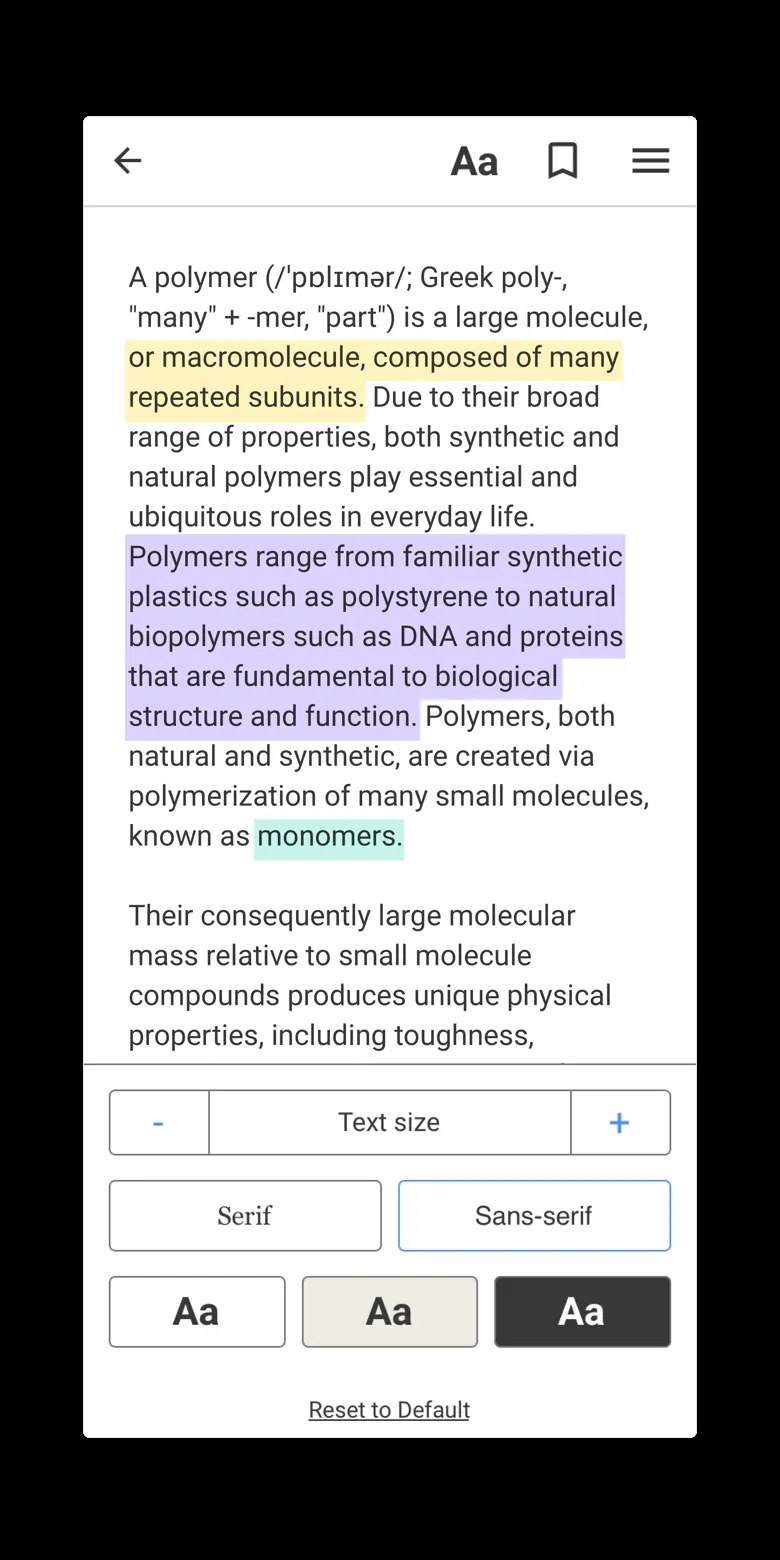 Aa
A polymer (/ˈpɒlɪmər/; Greek poly-,
"many" + -mer, "part") is a large molecule,
or macromolecule, composed of many
repeated subunits. Due to their broad
range of properties, both synthetic and
natural polymers play essential and
ubiquitous roles in everyday life.
Polymers range from familiar synthetic
plastics such as polystyrene to natural
biopolymers such as DNA and proteins
that are fundamental to biological
structure and function. Polymers, both
natural and synthetic, are created via
polymerization of many small molecules,
known as monomers.
Their consequently large molecular
mass relative to small molecule
compounds produces unique physical
properties, including toughness,
- Text size +
Serif Sans-serif
Aa Aa Aa
Reset to Default